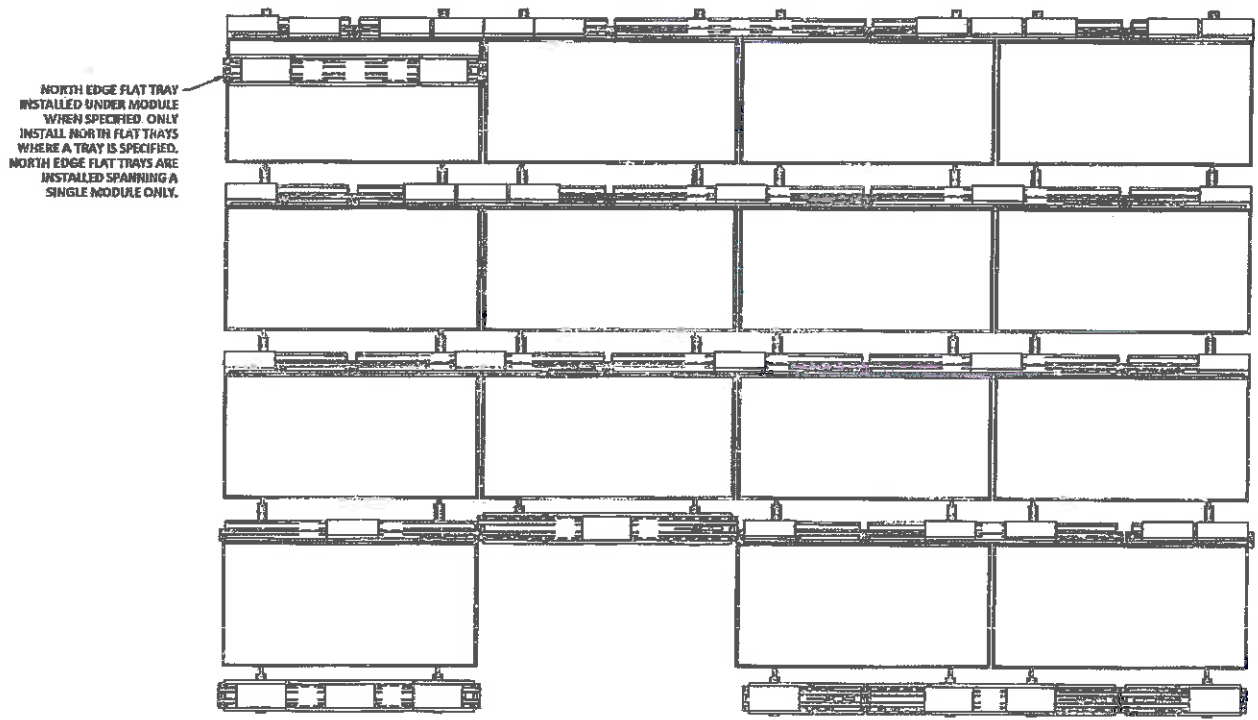 NORTH EDGE FLAT TRAY
INSTALLED UNDER MODULE
WHEN SPECIFIED. ONLY
INSTALL NORTH FLAT TRAYS
WHERE A TRAY IS SPECIFIED.
NORTH EDGE FLAT TRAYS ARE
INSTALLED SPANNING A
SINGLE MODULE ONLY.